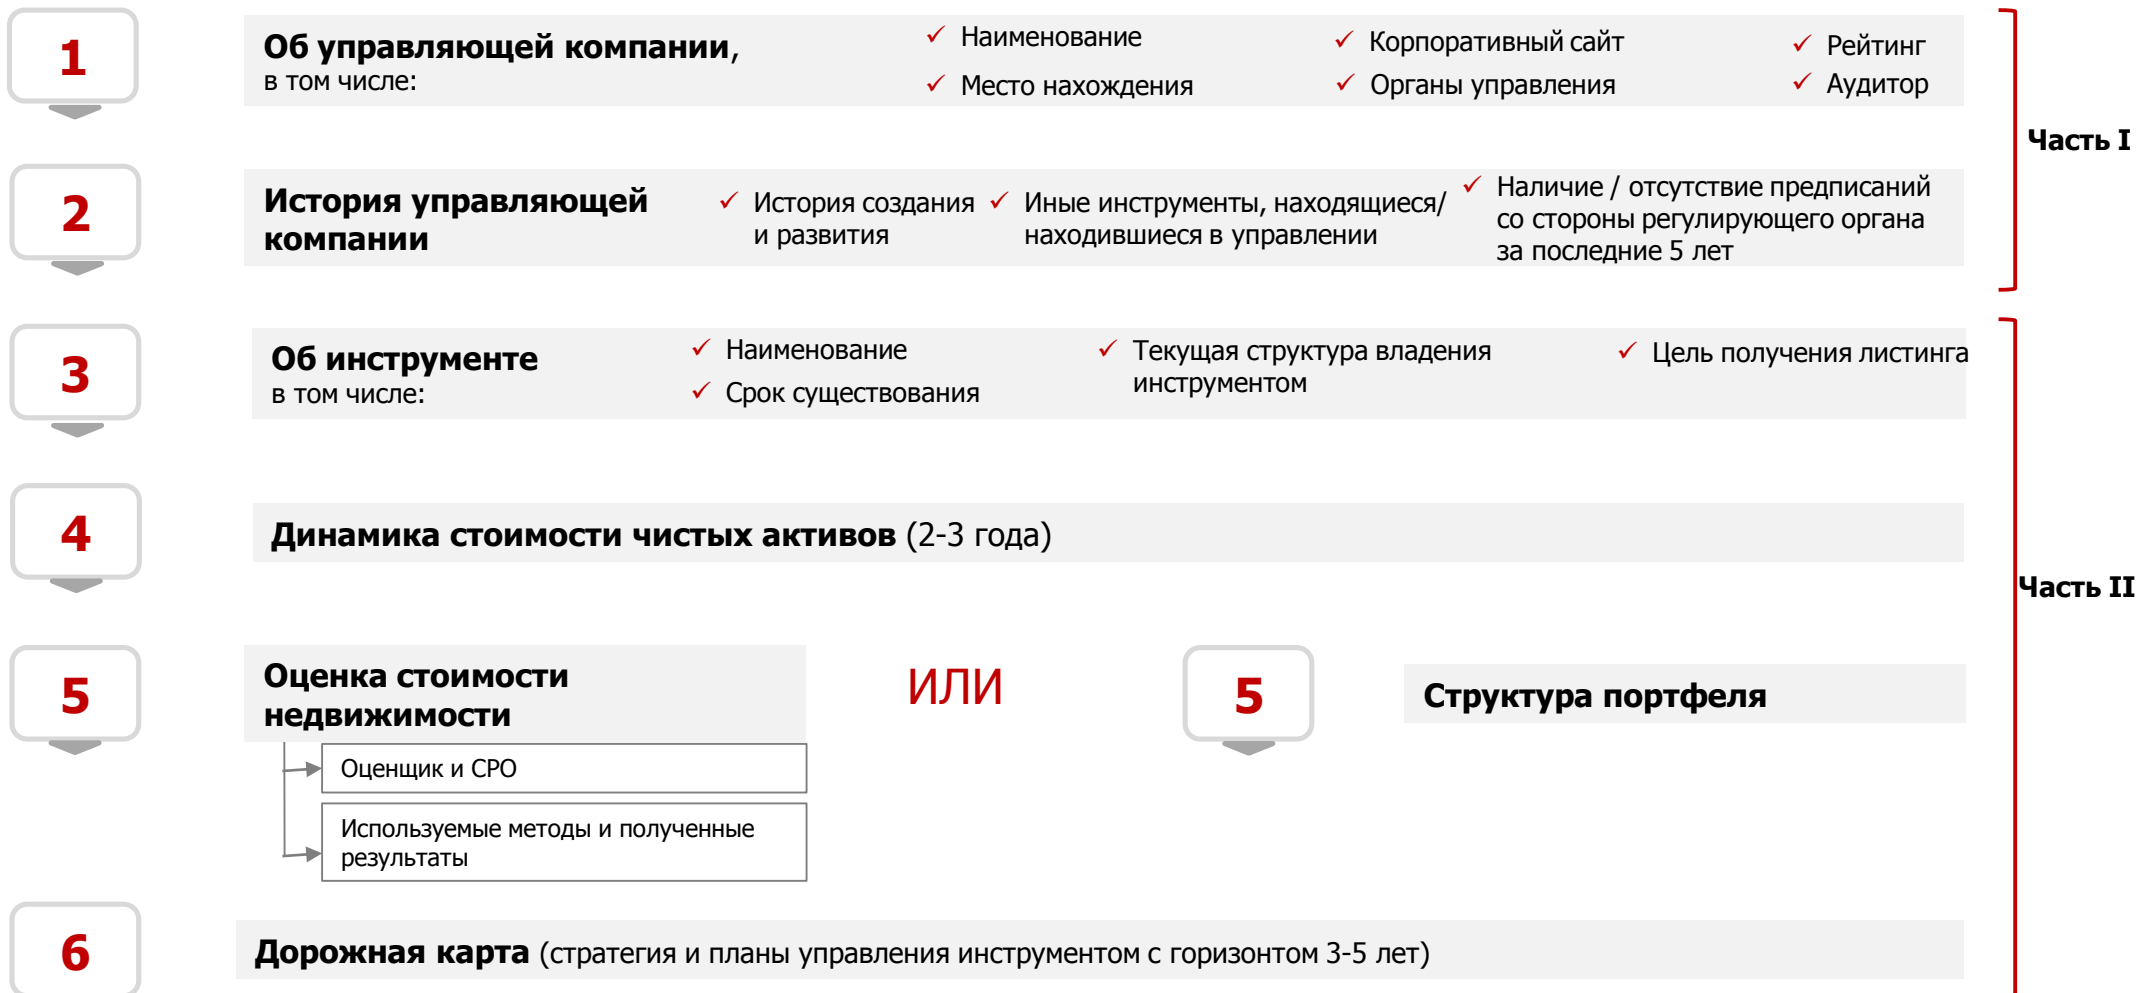 1
Об управляющей компании,
в том числе:
✓ Наименование
✓ Место нахождения
✓ Корпоративный сайт
✓ Органы управления
✓ Рейтинг
✓ Аудитор
Часть I
2
История управляющей
компании
✓ История создания
и развития
✓ Иные инструменты, находящиеся/
находившиеся в управлении
✓ Наличие / отсутствие предписаний
со стороны регулирующего органа
за последние 5 лет
3
Об инструменте
в том числе:
✓ Наименование
✓ Срок существования
✓ Текущая структура владения
инструментом
✓ Цель получения листинга
4
Динамика стоимости чистых активов (2-3 года)
Часть II
5
Оценка стоимости
недвижимости
Оценщик и СРО
Используемые методы и полученные
результаты
ИЛИ
5
Структура портфеля
6
Дорожная карта (стратегия и планы управления инструментом с горизонтом 3-5 лет)